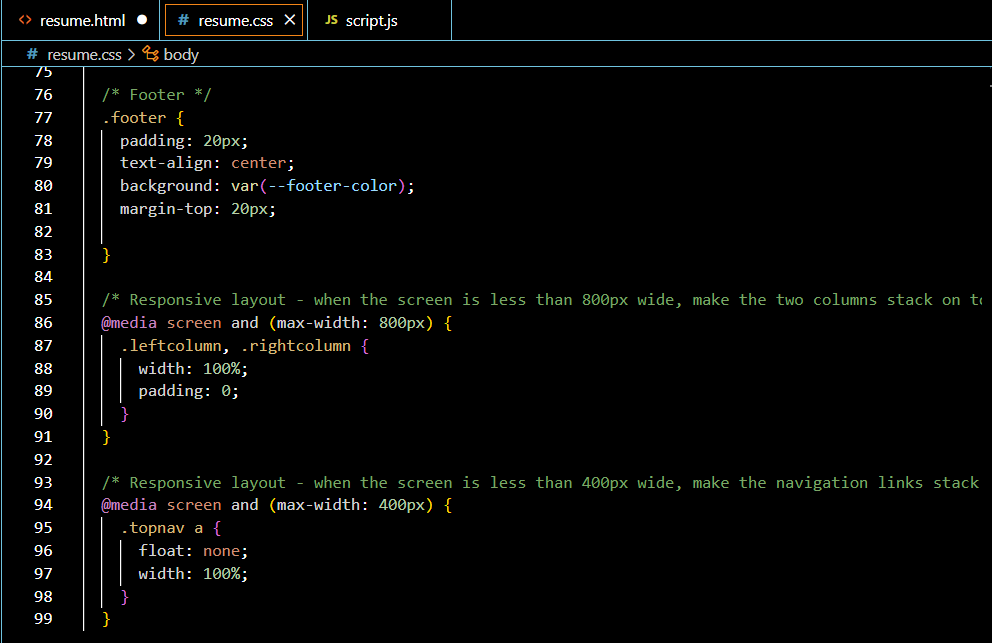 <> resume.html ●
# resume.css ×
JS script.js
# resume.css > body
75
76 /* Footer */
77 .footer {
78 padding: 20px;
79 text-align: center;
80 background: var(--footer-color);
81 margin-top: 20px;
82
83 }
84
85 /* Responsive layout - when the screen is less than 800px wide, make the two columns stack on
86 @media screen and (max-width: 800px) {
87 .leftcolumn, .rightcolumn {
88 width: 100%;
89 padding: 0;
90 }
91 }
92
93 /* Responsive layout - when the screen is less than 400px wide, make the navigation links stack
94 @media screen and (max-width: 400px) {
95 .topnav a {
96 float: none;
97 width: 100%;
98 }
99 }